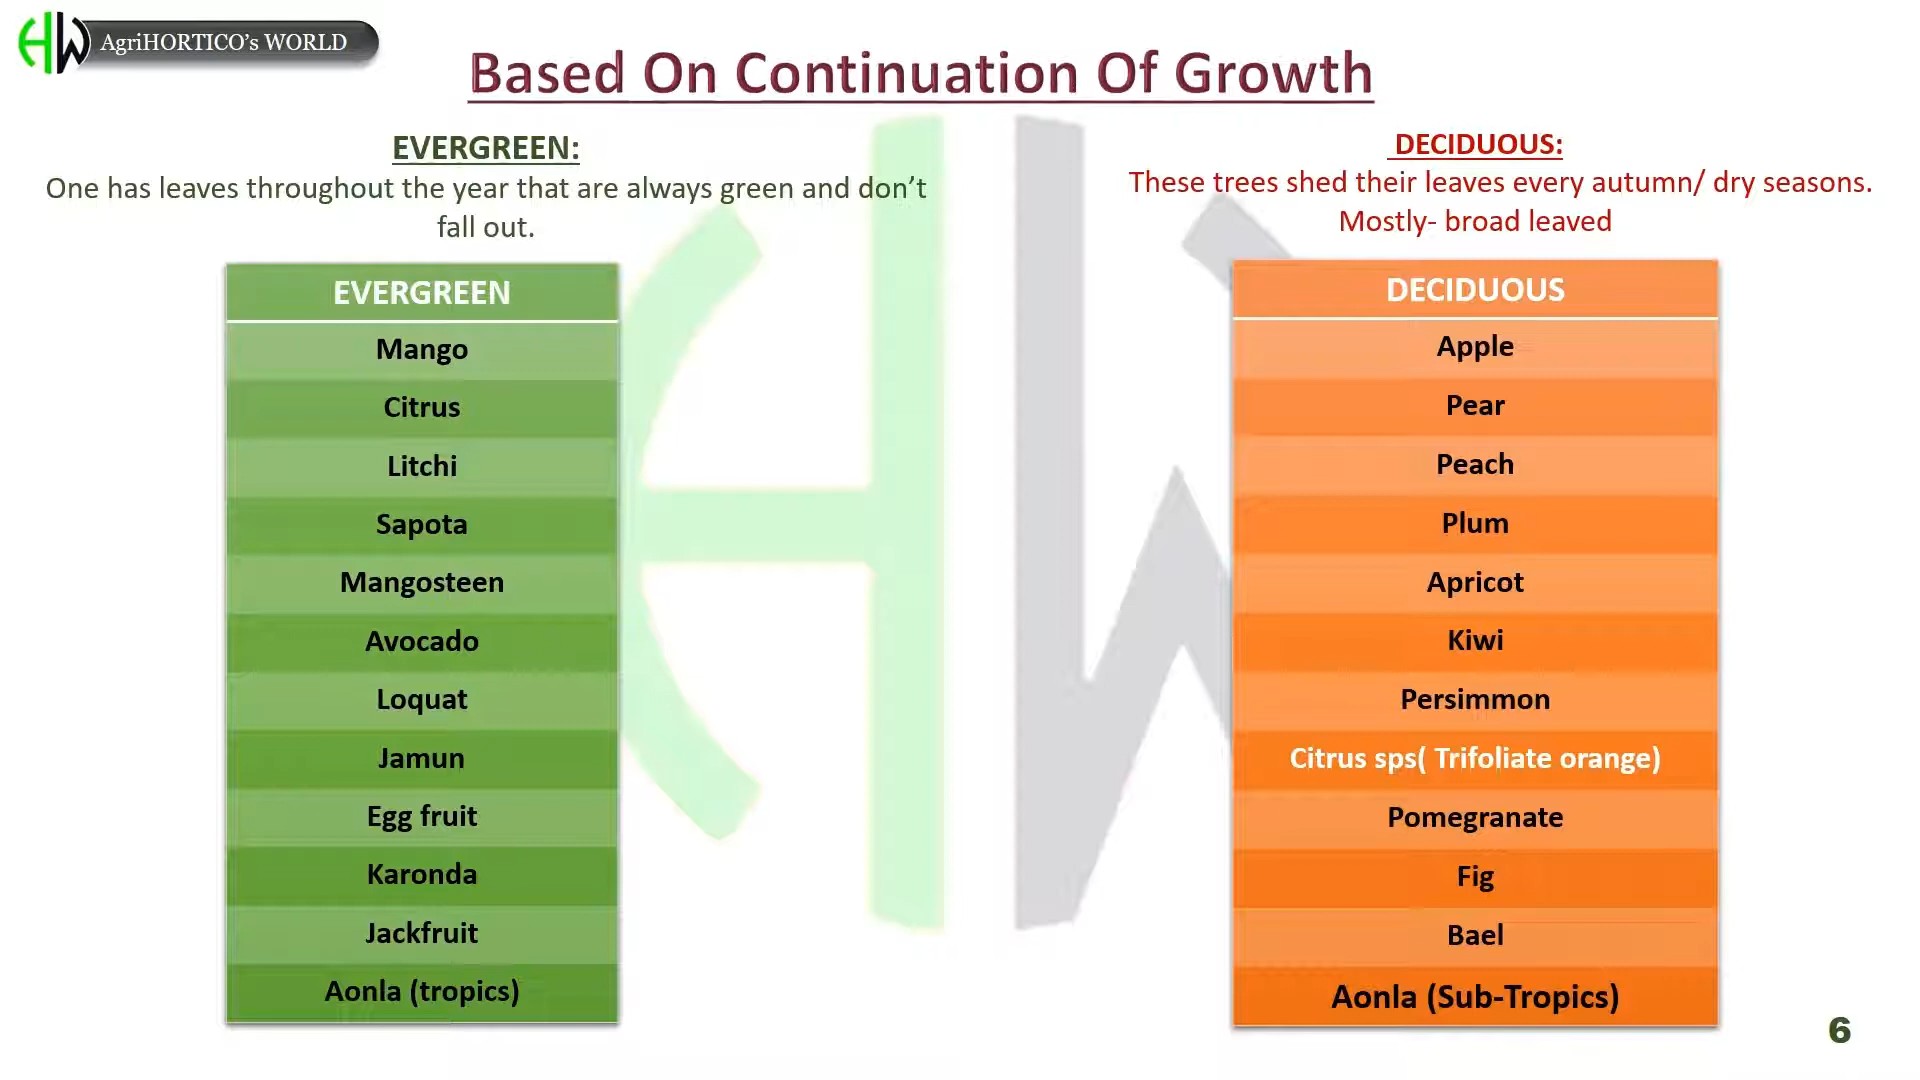 AgriHORTICO's WORLD
Based On Continuation Of Growth
EVERGREEN:
One has leaves throughout the year that are always green and don't
fall out.
EVERGREEN
Mango
Citrus
Litchi
Sapota
Mangosteen
Avocado
Loquat
Jamun
Egg fruit
Karonda
Jackfruit
Aonla (tropics)
DECIDUOUS:
These trees shed their leaves every autumn/ dry seasons.
Mostly- broad leaved
DECIDUOUS
Apple
Pear
Peach
Plum
Apricot
Kiwi
Persimmon
Citrus sps( Trifoliate orange)
Pomegranate
Fig
Bael
Aonla (Sub-Tropics)
6